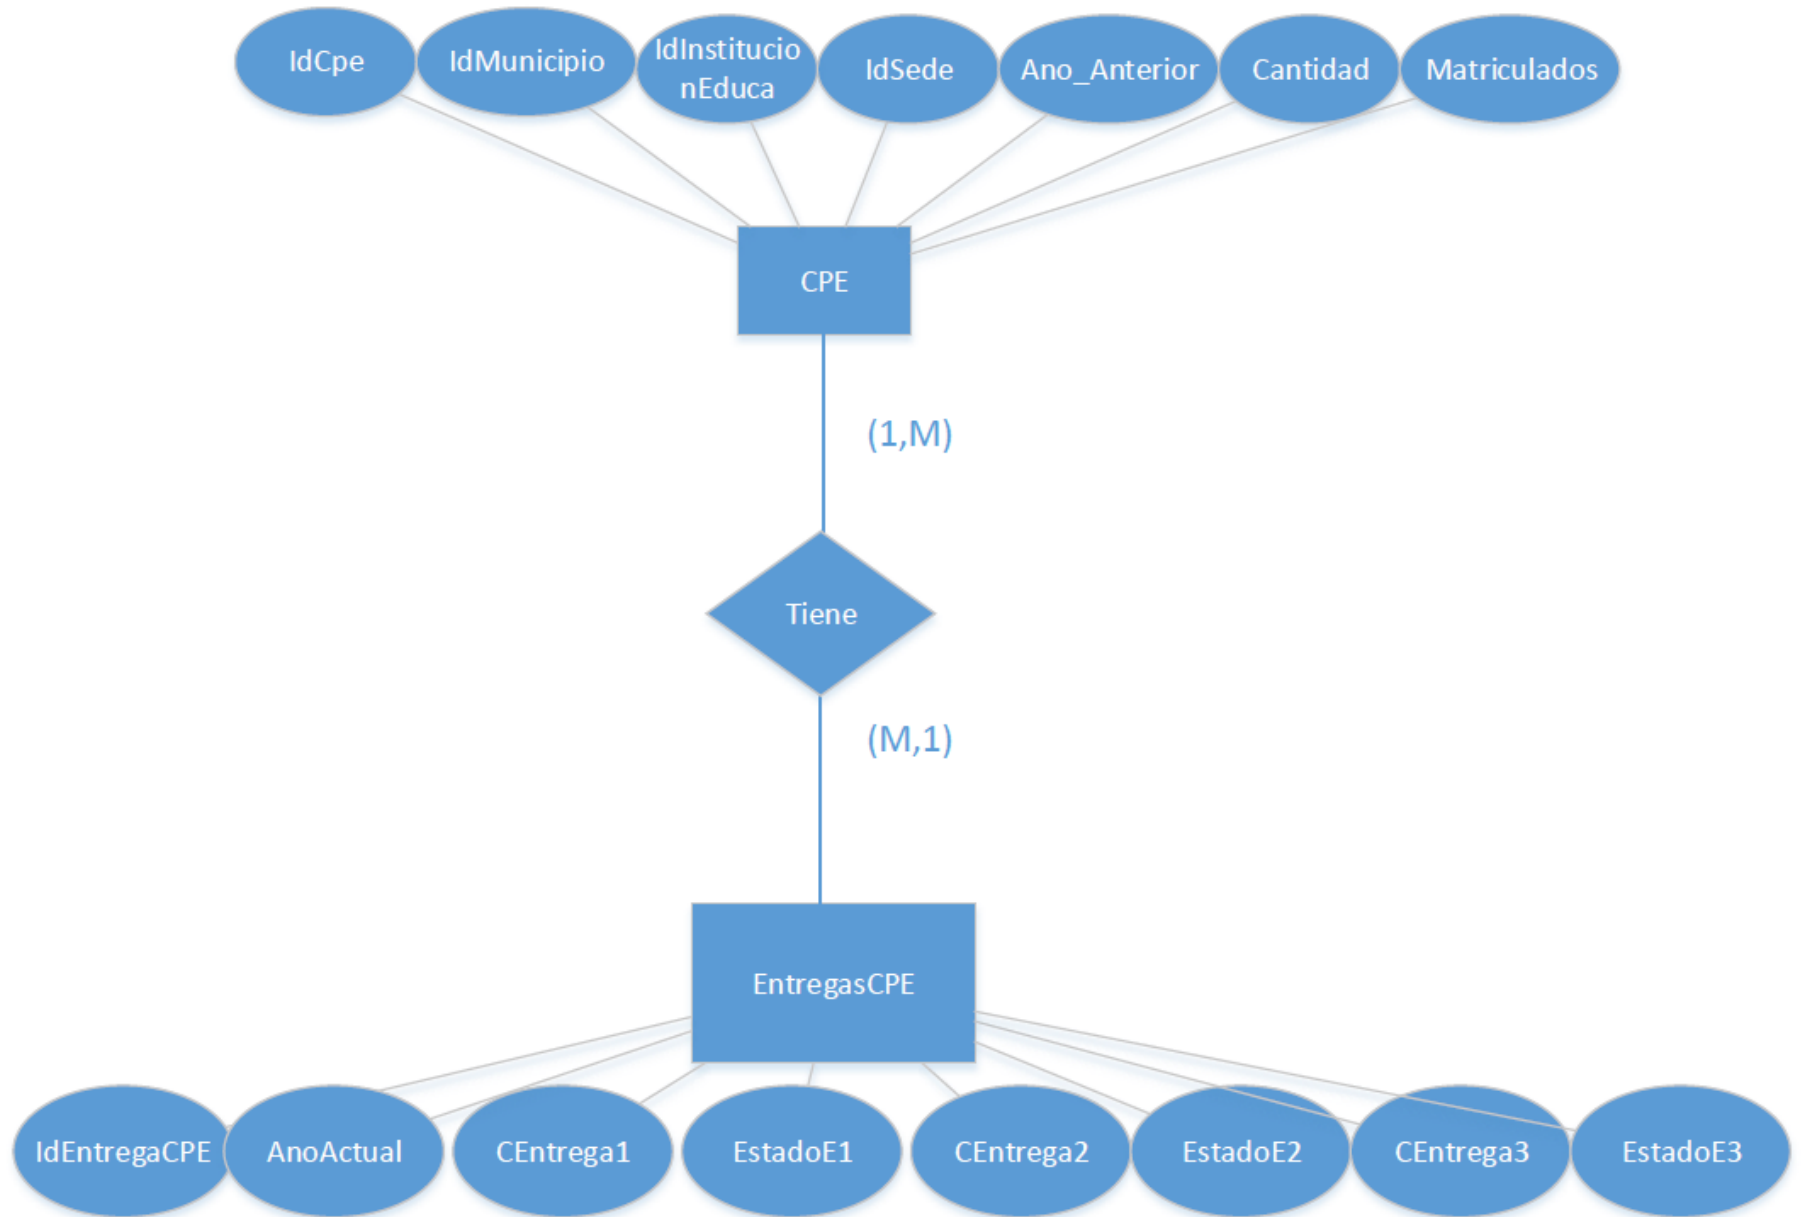 IdCpe
IdMunicipio
IdInstitucio
nEduca
IdSede
Ano_Anterior
Cantidad
Matriculados
CPE
(1,M)
Tiene
(M,1)
EntregasCPE
IdEntregaCPE
AnoActual
CEntrega1
EstadoE1
CEntrega2
EstadoE2
CEntrega3
EstadoE3